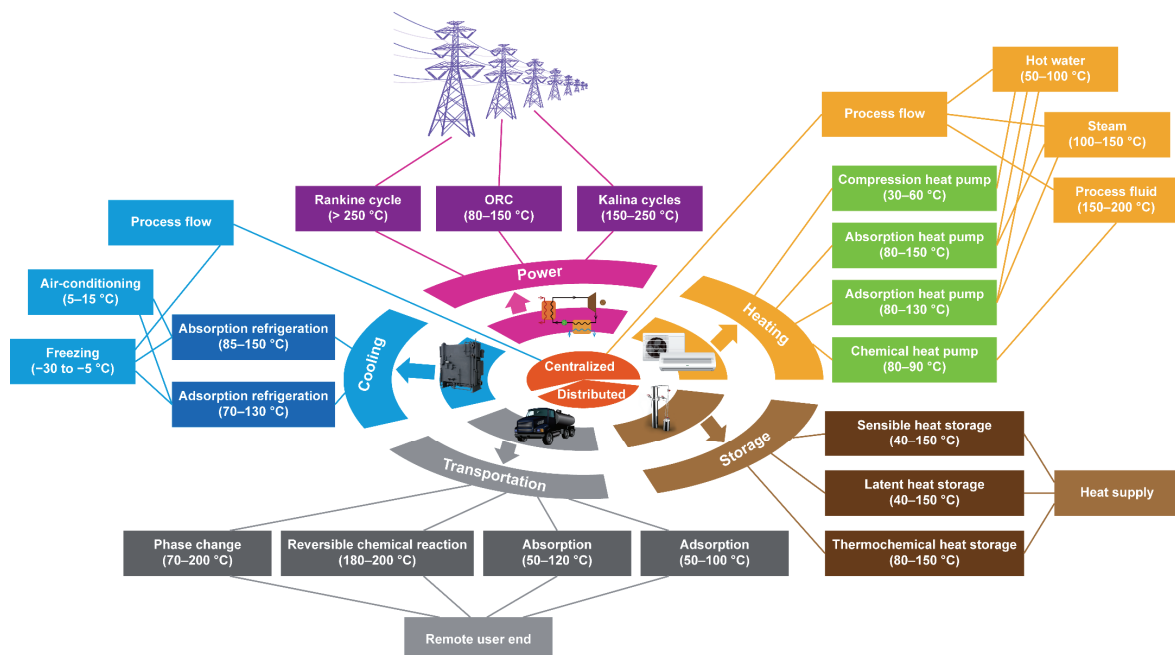 Hot water
(50–100 °C)
Process flow
Steam
(100–150 °C)
Compression heat pump
(30–60 °C)
Process fluid
(150–200 °C)
Rankine cycle
(> 250 °C)
ORC
(80–150 °C)
Kalina cycles
(150–250 °C)
Process flow
Absorption heat pump
(80–150 °C)
Power
Air-conditioning
(5–15 °C)
Adsorption heat pump
(80–130 °C)
Heating
Absorption refrigeration
(85–150 °C)
Freezing
(−30 to −5 °C)
Cooling
Chemical heat pump
(80–90 °C)
Centralized
Distributed
Adsorption refrigeration
(70–130 °C)
Sensible heat storage
(40–150 °C)
Storage
Transportation
Latent heat storage
(40–150 °C)
Heat supply
Phase change
(70–200 °C)
Reversible chemical reaction
(180–200 °C)
Absorption
(50–120 °C)
Adsorption
(50–100 °C)
Thermochemical heat storage
(80–150 °C)
Remote user end